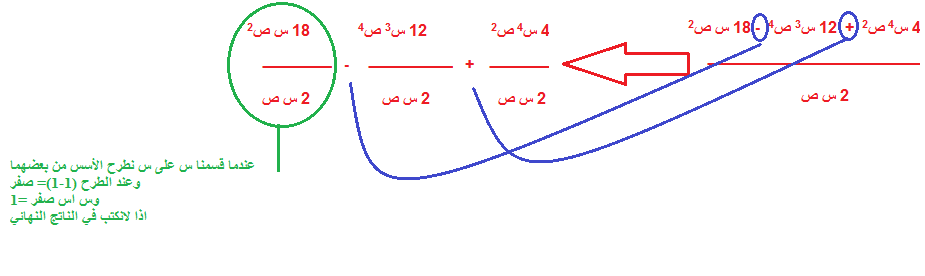 4 س⁴ ص² + 12 س³ ص⁴ - 18 س ص²
2 س ص
4 س⁴ ص² + 12 س³ ص⁴ - 18 س ص²
2 س ص 2 س ص 2 س ص
عندما قسمنا س على س نطرح الأسس من بعضهما
وعند الطرح (1-1)= صفر
وس اس صفر =1
اذا لانكتب في الناتج النهائي